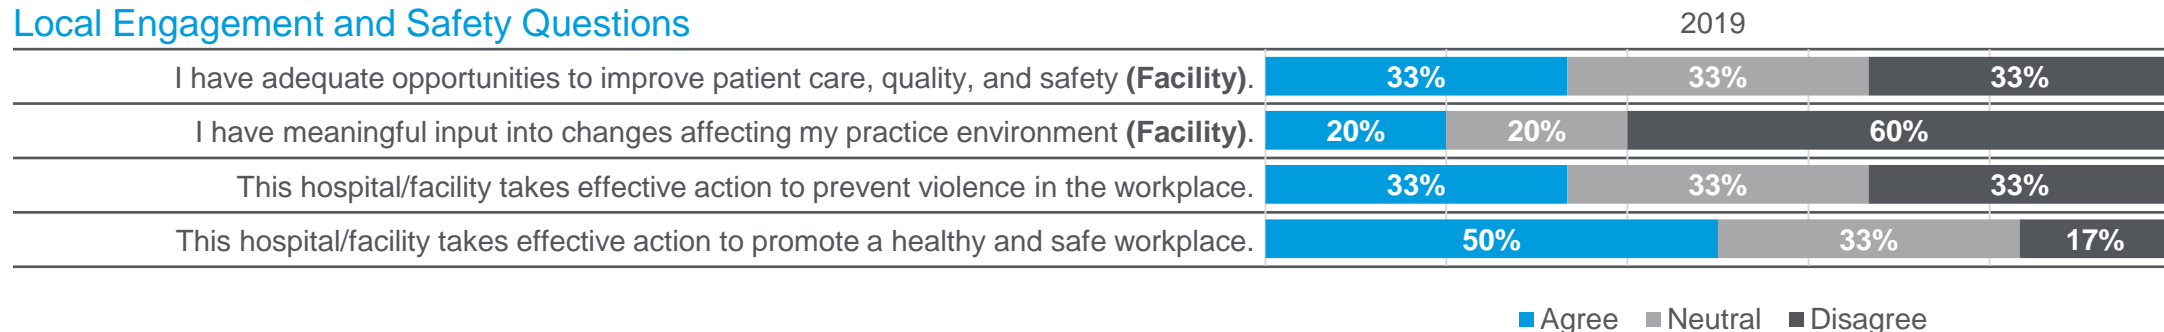 Local Engagement and Safety Questions 2019
I have adequate opportunities to improve patient care, quality, and safety (Facility). 33% 33% 33%
I have meaningful input into changes affecting my practice environment (Facility). 20% 20% 60%
This hospital/facility takes effective action to prevent violence in the workplace. 33% 33% 33%
This hospital/facility takes effective action to promote a healthy and safe workplace. 50% 33% 17%
Agree Neutral Disagree